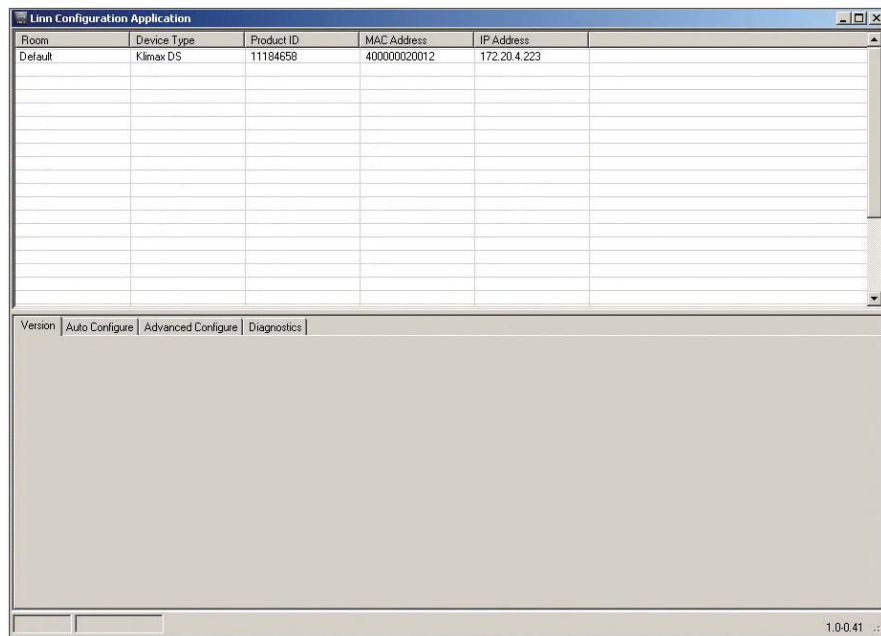 Linn Configuration Application
Room Device Type Product ID MAC Address IP Address
Default Klimax DS 11184658 400000020012 172.20.4.223
Version Auto Configure Advanced Configure Diagnostics
1.0-0.41